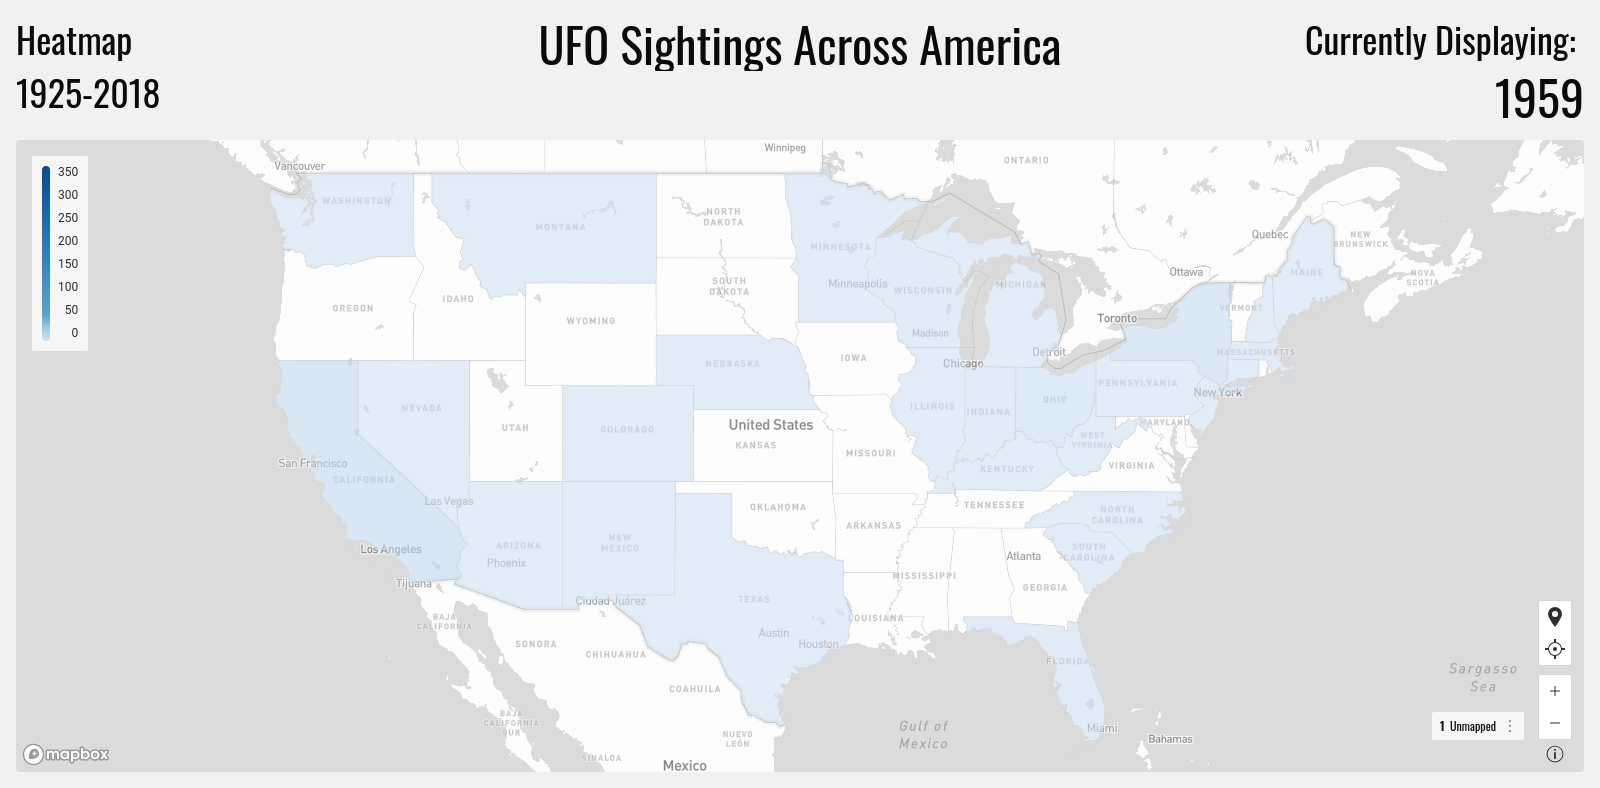 Heatmap
1925-2018
UFO Sightings Across America
Currently Displaying:
1959
350
300
250
200
150
100
50
0
Vancouver
Winnipeg
ONTARIO
WASHINGTON
MONTANA
NORTH
DAKOTA
MINNESOTA
Quebec
NEW
BRUNSWICK
Ottawa
MAINE
NOVA
SCOTIA
OREGON
IDAHO
SOUTH
DAKOTA
Minneapolis
WISCONSIN
MICHIGAN
WYOMING
Toronto
VERMONT
Madison
IOWA
Chicago
Detroit
MASSACHUSETTS
NEBRASKA
PENNSYLVANIA
New York
NEVADA
UTAH
COLORADO
United States
KANSAS
ILLINOIS
INDIANA
OHIO
WEST
VIRGINIA
MARYLAND
MISSOURI
KENTUCKY
VIRGINIA
San Francisco
CALIFORNIA
Las Vegas
OKLAHOMA
ARKANSAS
TENNESSEE
NORTH
CAROLINA
Los Angeles
ARIZONA
Phoenix
NEW
MEXICO
SOUTH
CAROLINA
Atlanta
Tijuana
MISSISSIPPI
GEORGIA
Ciudad Juárez
TEXAS
BAJA
CALIFORNIA
LOUISIANA
SONORA
CHIHUAHUA
Austin
Houston
FLORIDA
COAHUILA
Sargasso
Sea
BAJA
CALIFORNIA
SUR
NUEVO
LEÓN
Gulf of
Mexico
Miami
Bahamas
1 Unmapped
SINALOA
Mexico
mapbox